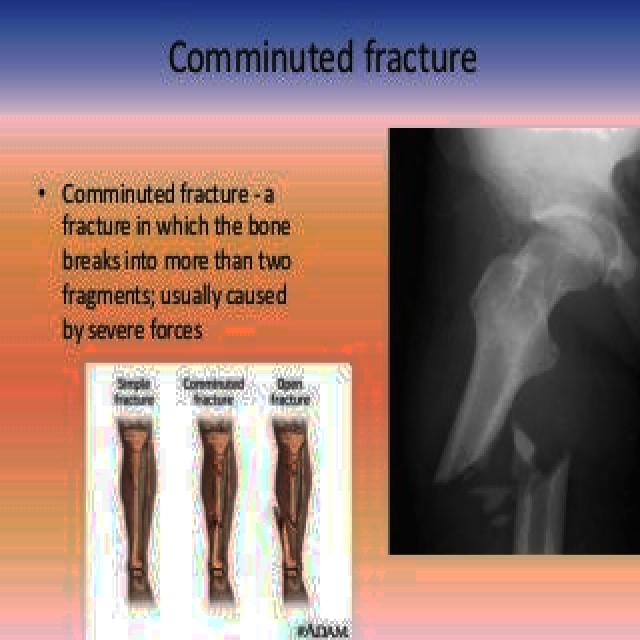 Comminuted fracture
• Comminuted fracture - a
fracture in which the bone
breaks into more than two
fragments; usually caused
by severe forces
Simple Comminuted Open
fracture fracture fracture
ADAM